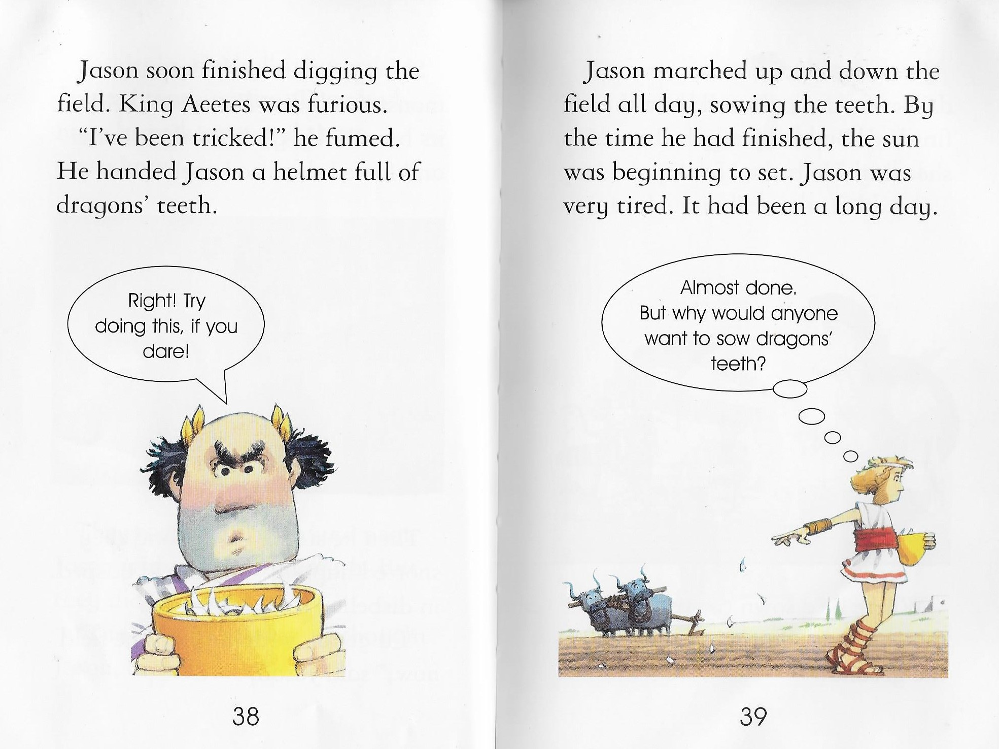 Jason soon finished digging the
field. King Aeetes was furious.
“I’ve been tricked!” he fumed.
He handed Jason a helmet full of
dragons’ teeth.
Right! Try
doing this, if you
dare!
38
Jason marched up and down the
field all day, sowing the teeth. By
the time he had finished, the sun
was beginning to set. Jason was
very tired. It had been a long day.
Almost done.
But why would anyone
want to sow dragons’
teeth?
39